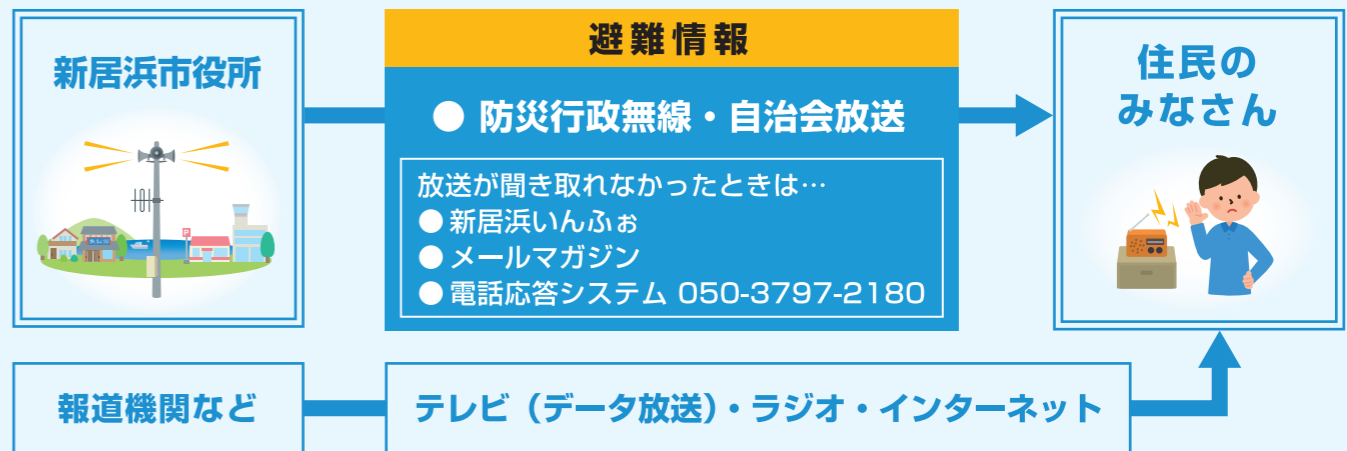 新居浜市役所
避難情報
● 防災行政無線・自治会放送
放送が聞き取れなかったときは…
● 新居浜いんふぉ
● メールマガジン
● 電話応答システム 050-3797-2180
住民の
みなさん
報道機関など
テレビ（データ放送）・ラジオ・インターネット